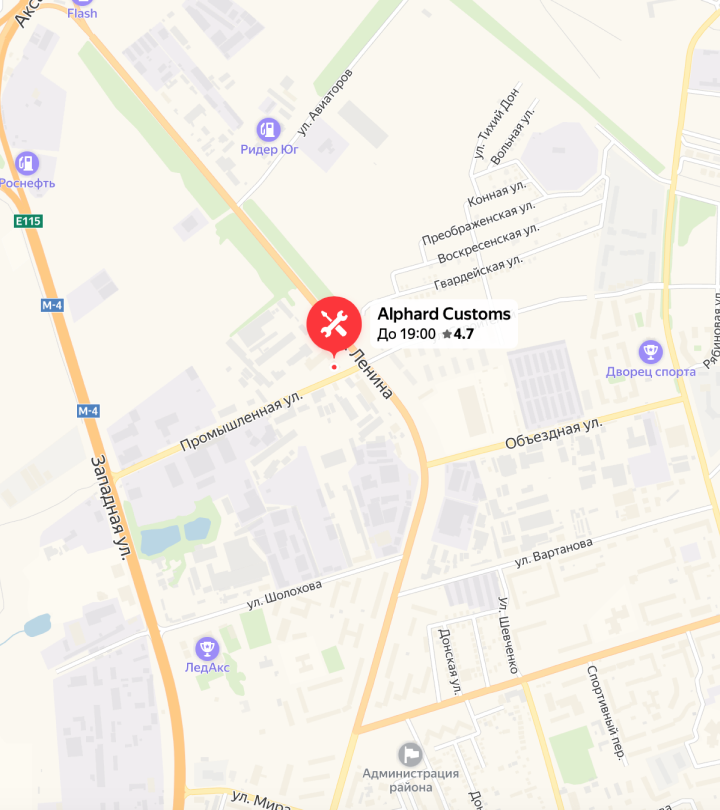 Flash
ул. Авиаторов
Ридер Юг
Роснефть
E115
ул. Тихий Дон
Вольная ул.
Конная ул.
Преображенская ул.
Воскресенская ул.
Гвардейская ул.
M-4
Alphard Customs
До 19:00 ★4.7
Рябиновая ул.
Ленина
Дворец спорта
M-4
Промышленная ул.
Объездная ул.
Западная ул.
ул. Вартанова
ул. Шолохова
ул. Шевченко
Донская ул.
ЛедАкс
Спортивный пер.
Администрация
района
ул. Мира